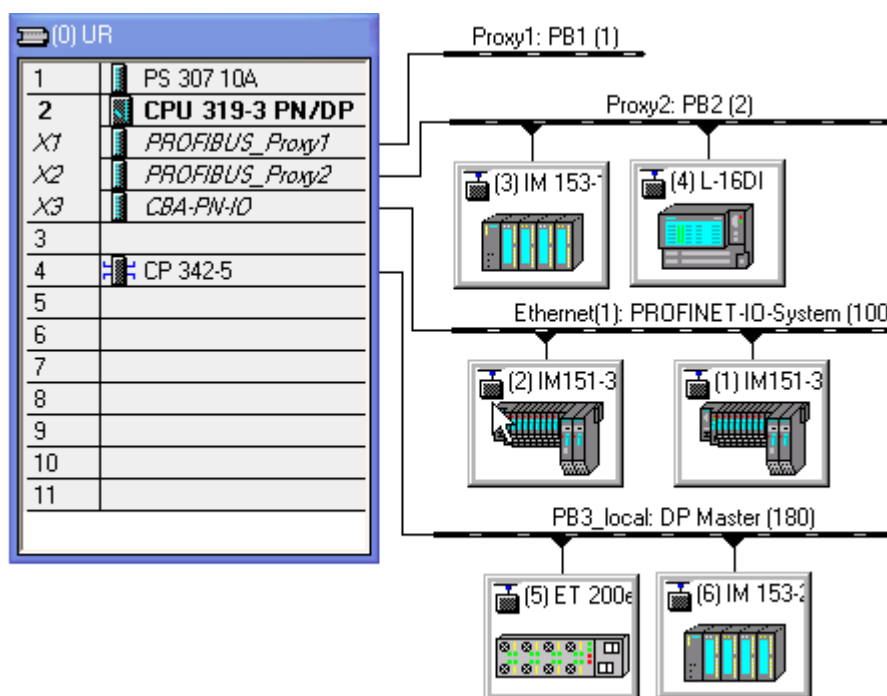 (0) UR
1 PS 307 10A
2 CPU 319-3 PN/DP
X1 PROFIBUS_Proxy1
X2 PROFIBUS_Proxy2
X3 CBA-PN-IO
3
4 CP 342-5
5
6
7
8
9
10
11
Proxy1: PB1 (1)
Proxy2: PB2 (2)
(3) IM 153-1
(4) L-16DI
Ethernet(1): PROFINET-IO-System (100
(2) IM151-3
(1) IM151-3
PB3_local: DP Master (180)
(5) ET 200e
(6) IM 153-2